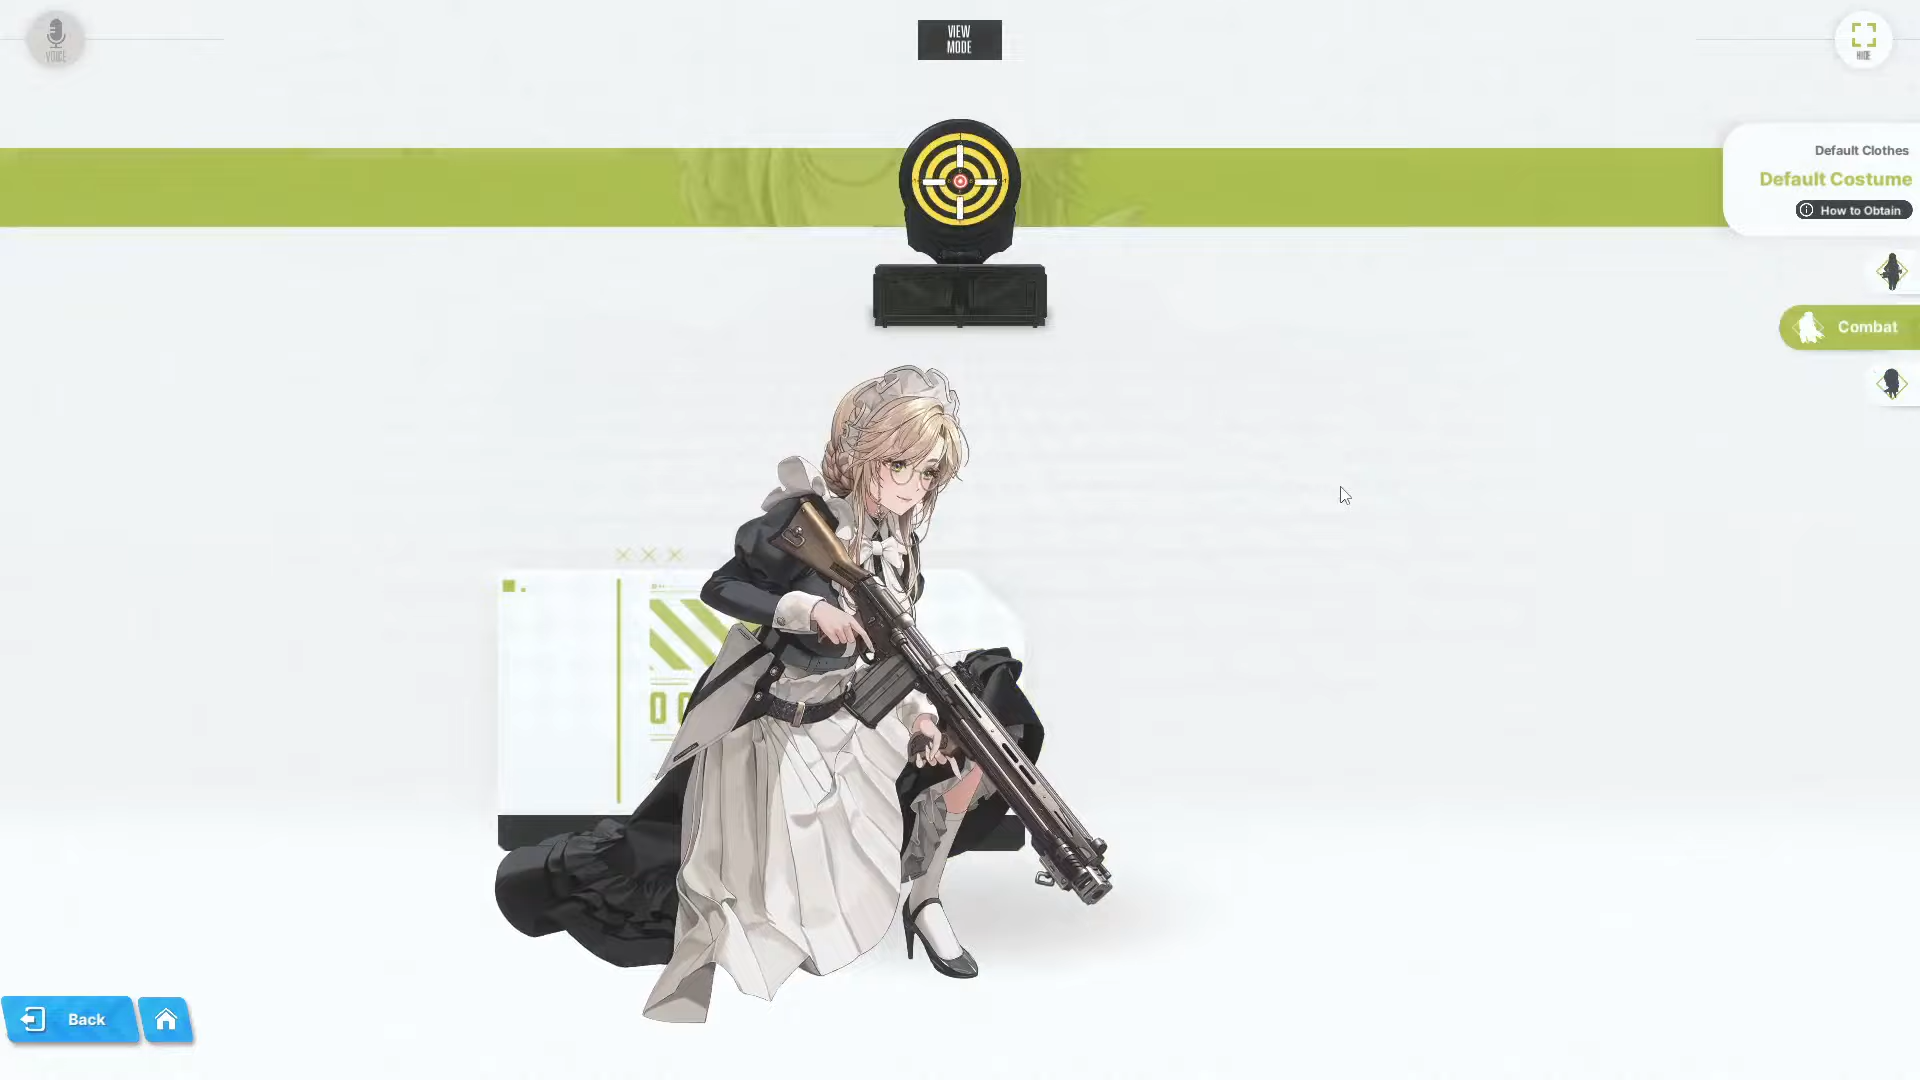 VOICE
VIEW
MODE
HIDE
Default Clothes
Default Costume
How to Obtain
Combat
Back